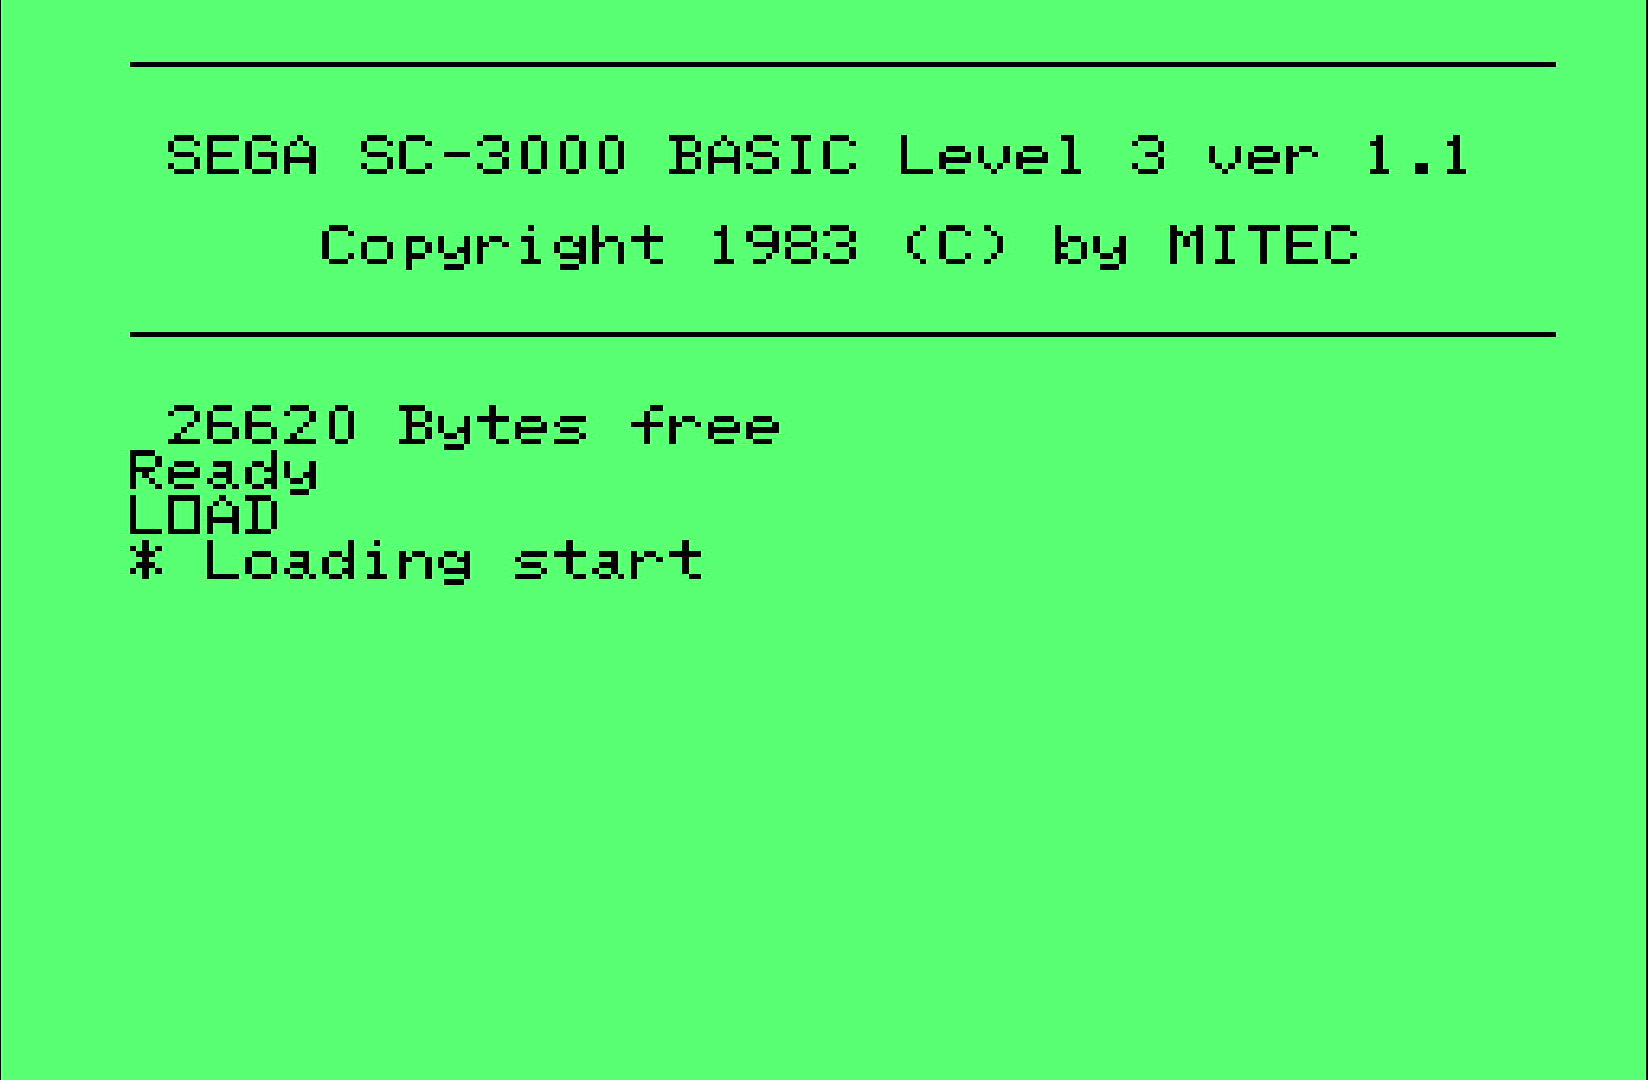 SEGA SC-3000 BASIC Level 3 ver 1.1
Copyright 1983 (C) by MITEC
26620 Bytes free
Ready
LOAD
* Loading start